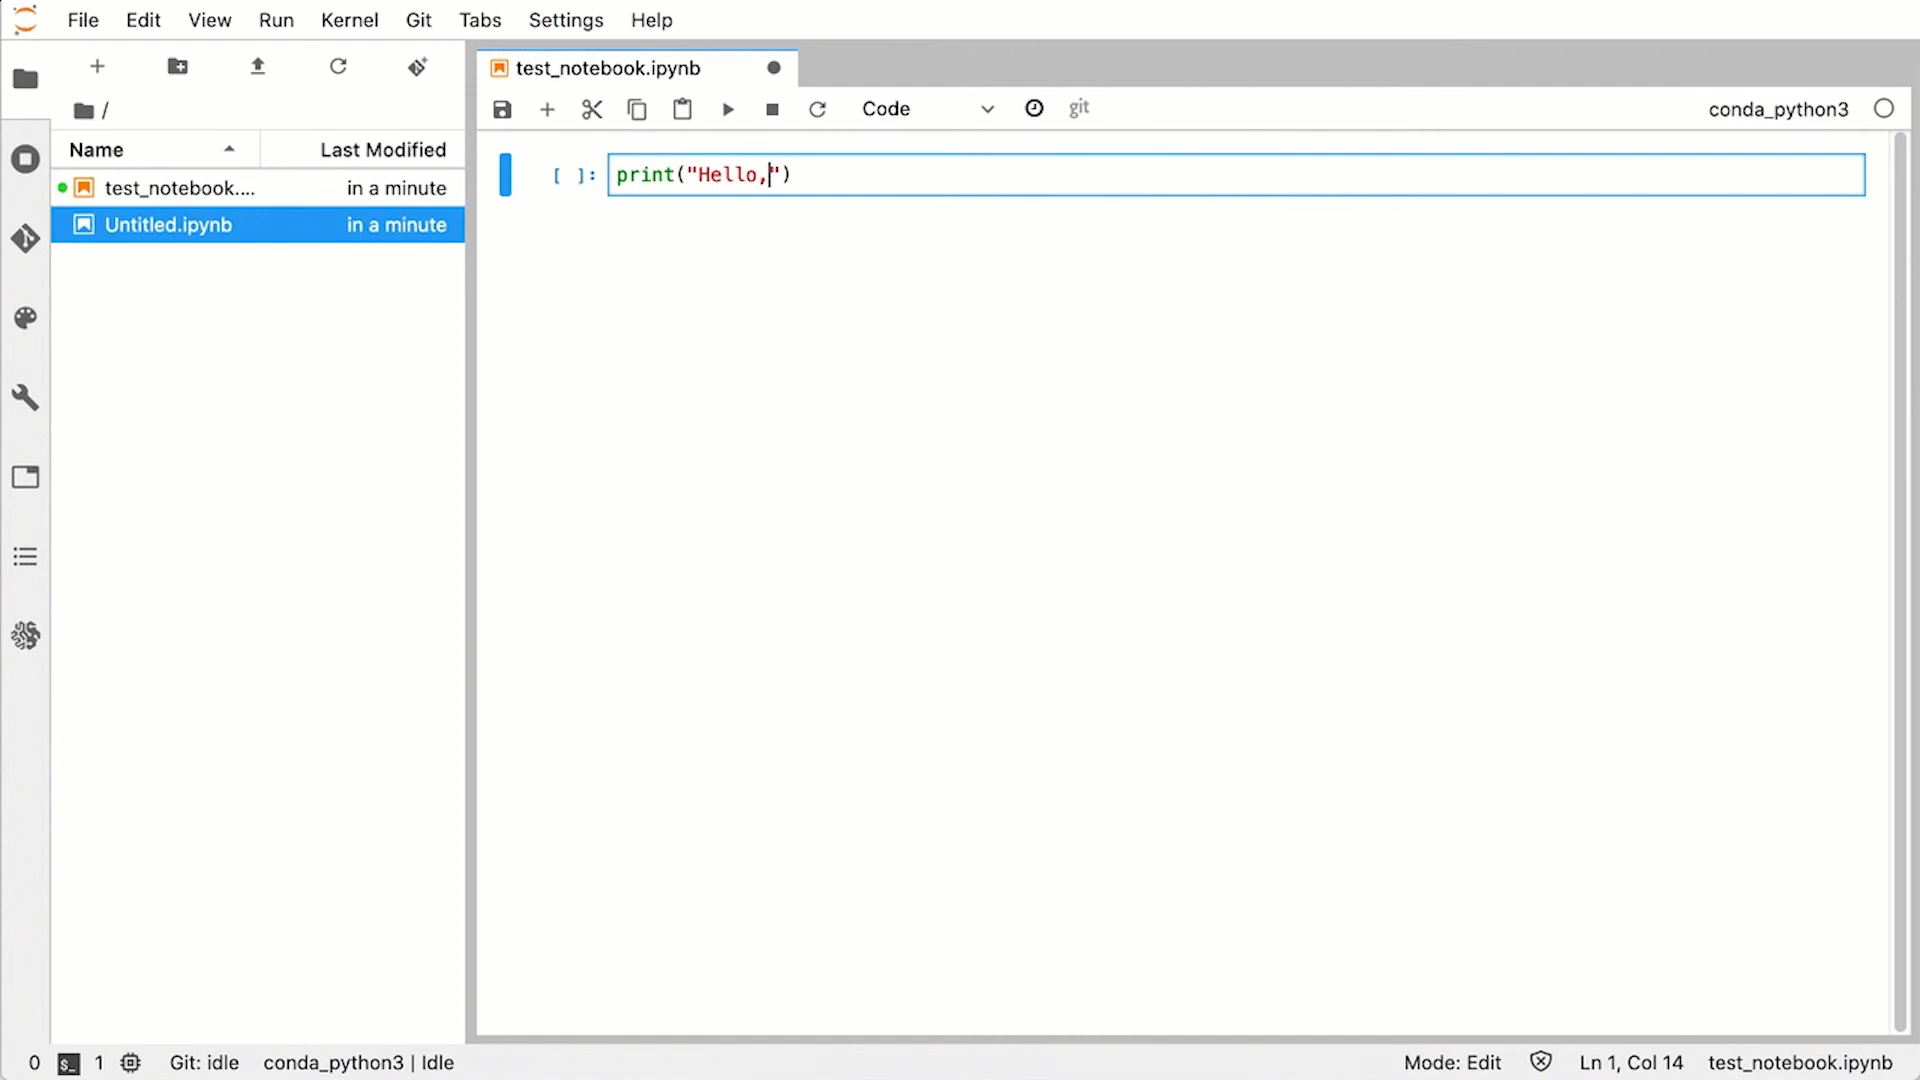 File Edit View Run Kernel Git Tabs Settings Help
test_notebook.ipynb
/
Code git conda_python3
Name Last Modified
test_notebook.... in a minute
Untitled.ipynb in a minute
[ ]: print("Hello,")
0 $_ 1 Git: idle conda_python3 | Idle Mode: Edit Ln 1, Col 14 test_notebook.ipynb